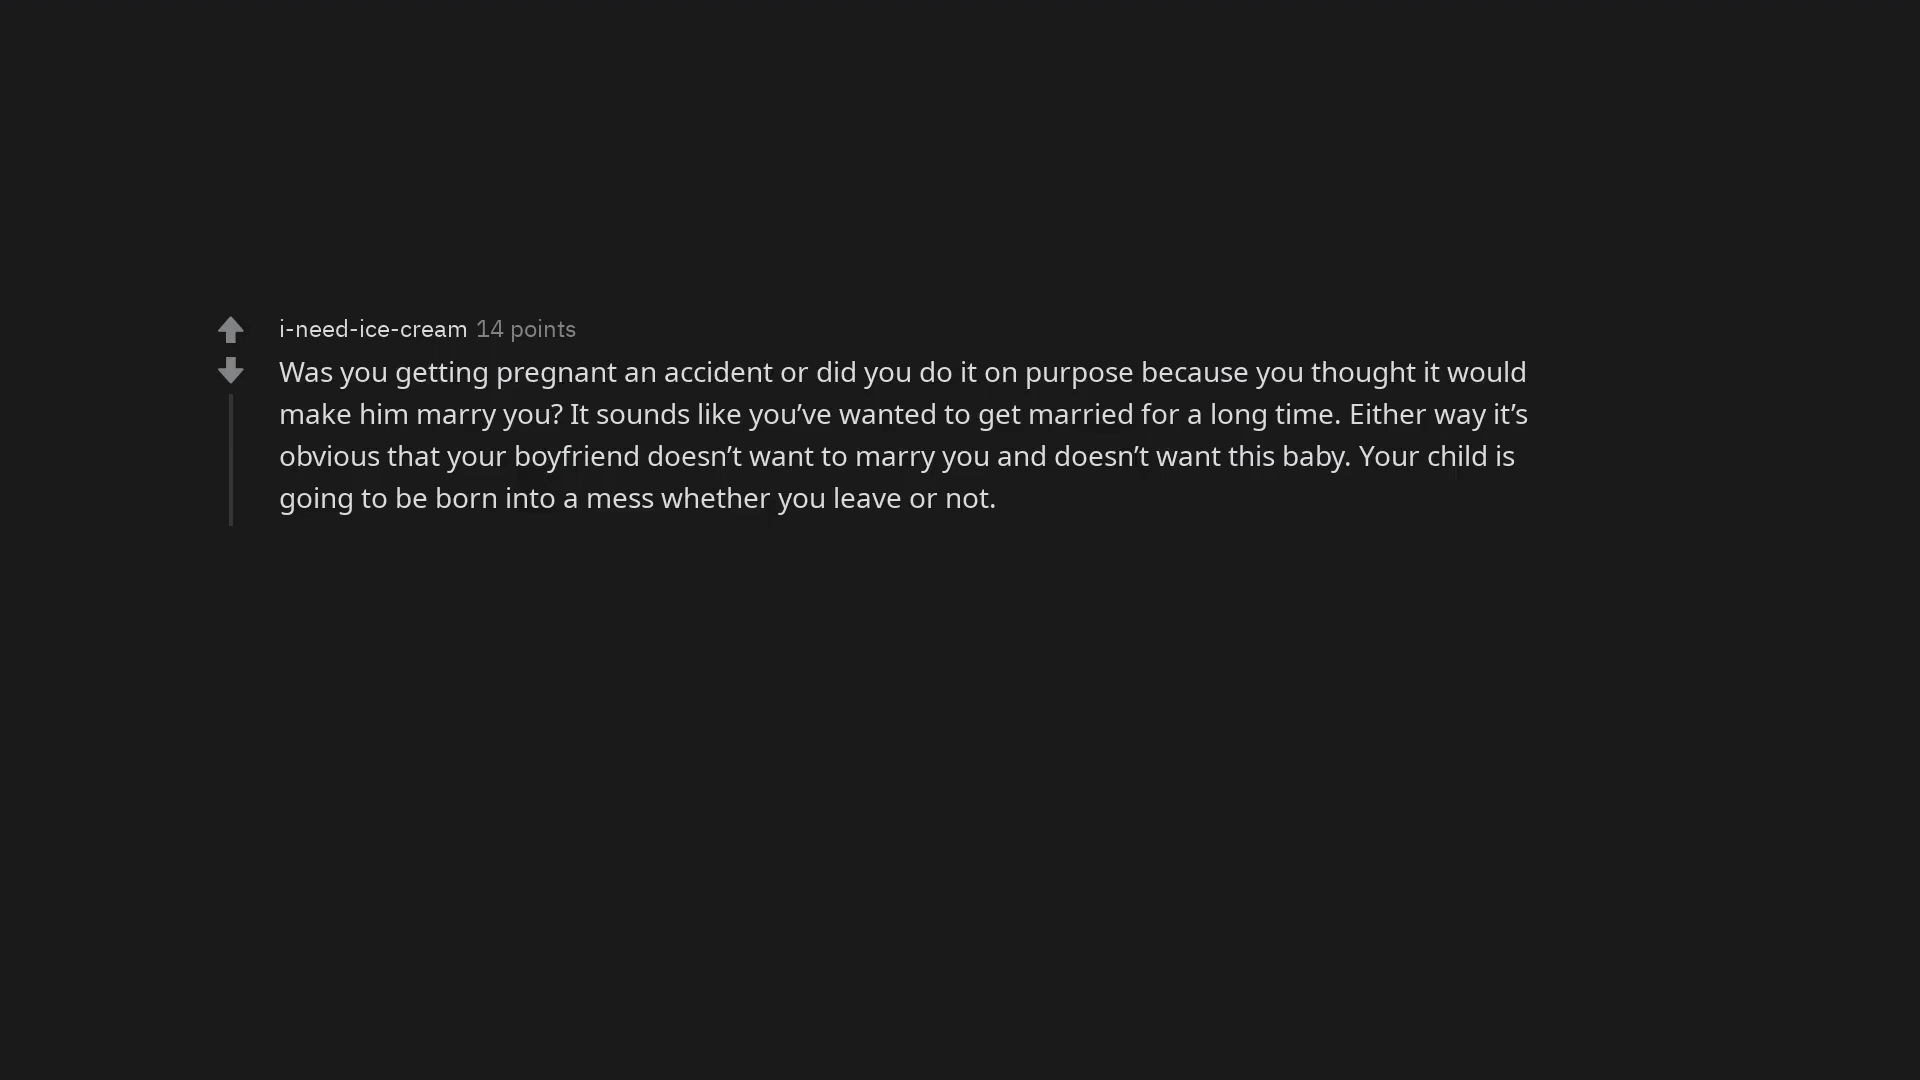 i-need-ice-cream 14 points
Was you getting pregnant an accident or did you do it on purpose because you thought it would
make him marry you? It sounds like you’ve wanted to get married for a long time. Either way it’s
obvious that your boyfriend doesn’t want to marry you and doesn’t want this baby. Your child is
going to be born into a mess whether you leave or not.